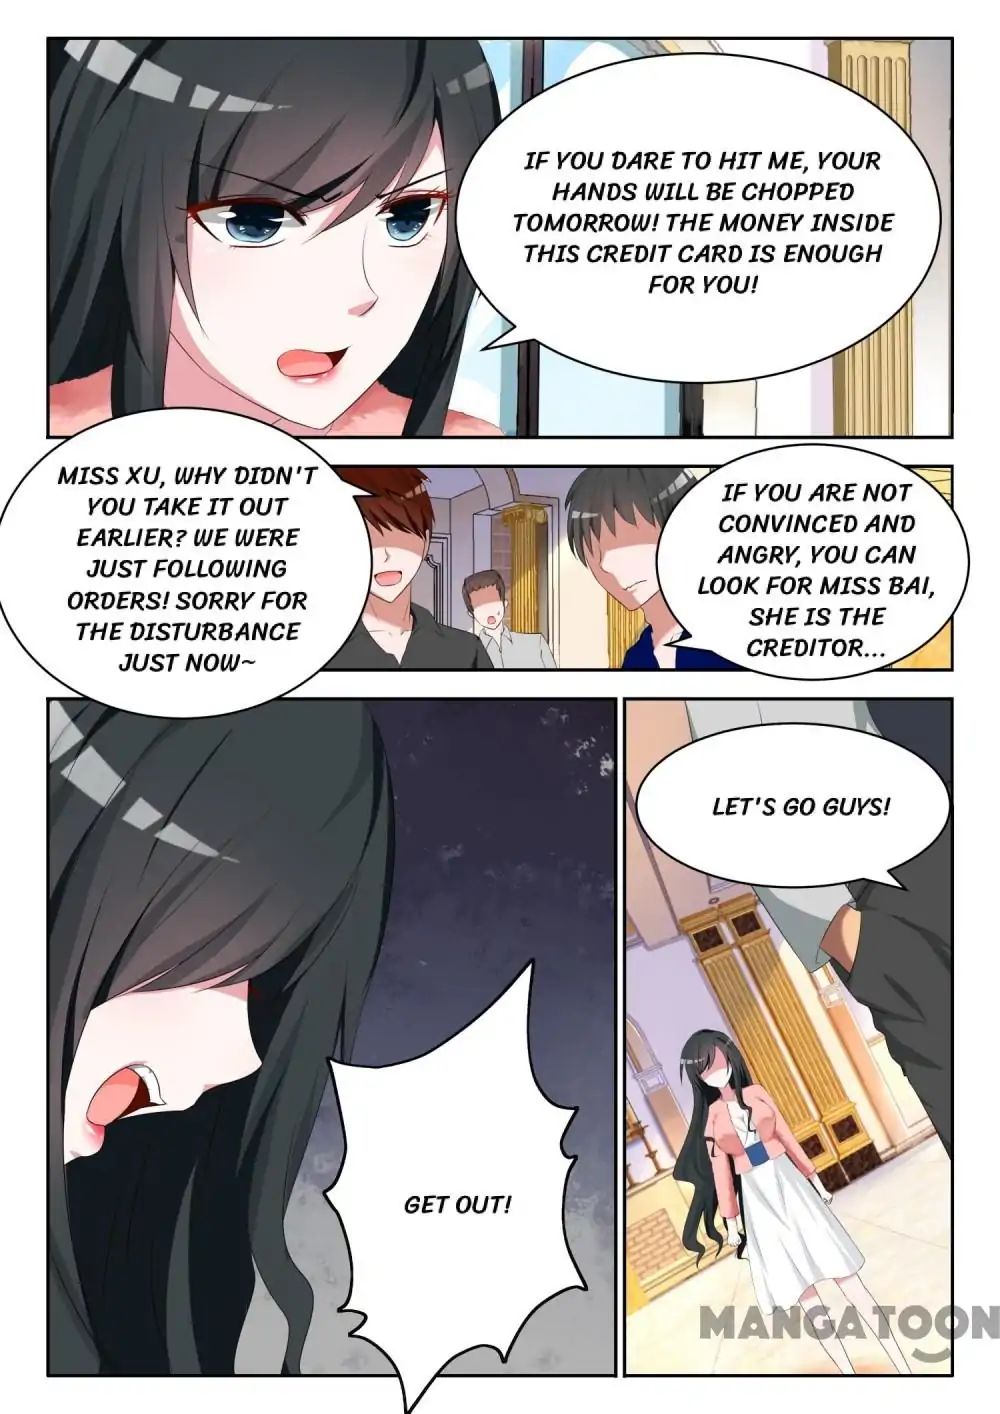 IF YOU DARE TO HIT ME, YOUR
HANDS WILL BE CHOPPED
TOMORROW! THE MONEY INSIDE
THIS CREDIT CARD IS ENOUGH
FOR YOU!
MISS XU, WHY DIDN'T
YOU TAKE IT OUT
EARLIER? WE WERE
JUST FOLLOWING
ORDERS! SORRY FOR
THE DISTURBANCE
JUST NOW~
IF YOU ARE NOT
CONVINCED AND
ANGRY, YOU CAN
LOOK FOR MISS BAI,
SHE IS THE
CREDITOR...
GET OUT!
LET'S GO GUYS!
MANGATOON